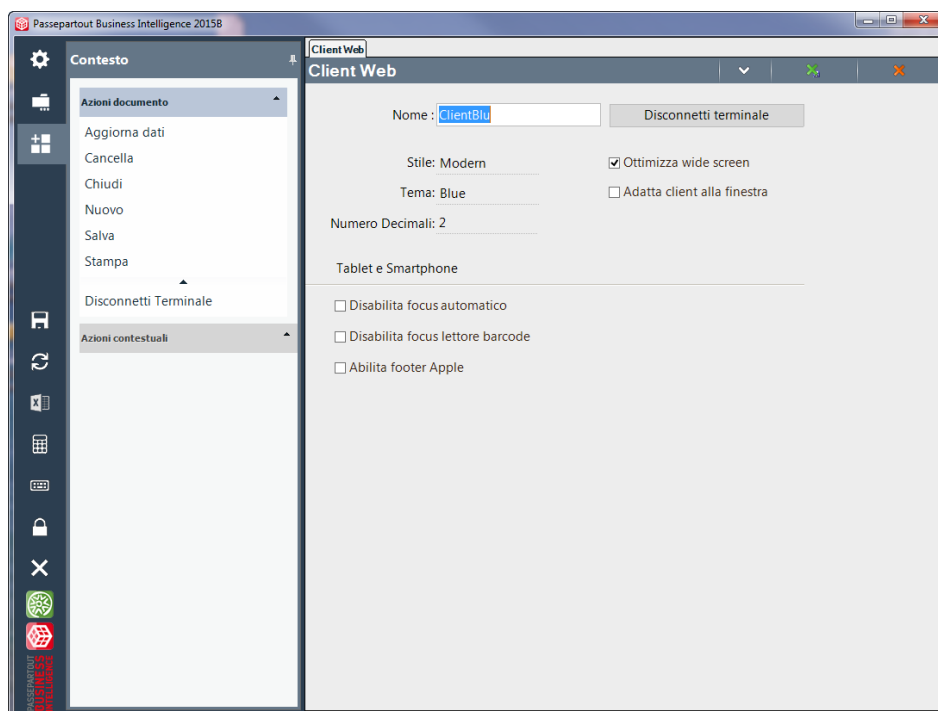 Passepartout Business Intelligence 2015B
Contesto
Azioni documento
Aggiorna dati
Cancella
Chiudi
Nuovo
Salva
Stampa
Disconnetti Terminale
Azioni contestuali
PASSEPARTOUT
BUSINESS
INTELLIGENCE
Client Web
Client Web
Nome : ClientBlu
Disconnetti terminale
Stile: Modern
Ottimizza wide screen
Tema: Blue
Adatta client alla finestra
Numero Decimali: 2
Tablet e Smartphone
Disabilita focus automatico
Disabilita focus lettore barcode
Abilita footer Apple